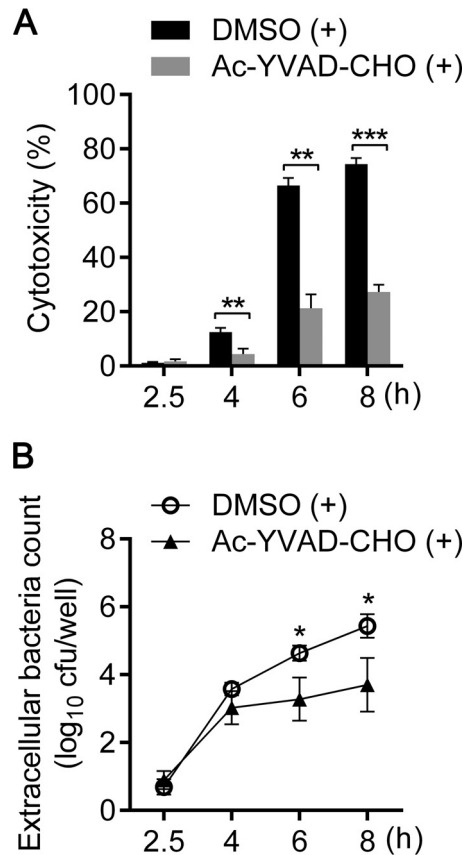 A
DMSO (+)
Ac-YVAD-CHO (+)
Cytotoxicity (%)
100
80
60
40
20
0
**
**
***
2.5 4 6 8 (h)
B
DMSO (+)
Ac-YVAD-CHO (+)
Extracellular bacteria count
(log10 cfu/well)
8
6
4
2
0
*
*
2.5 4 6 8 (h)